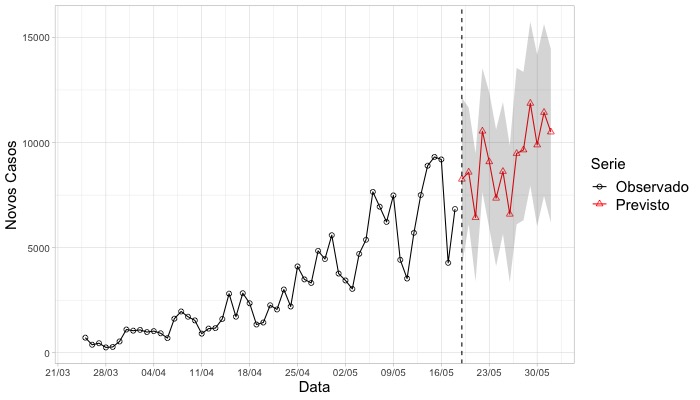 15000
10000
5000
0
Novos Casos
21/03 28/03 04/04 11/04 18/04 25/04 02/05 09/05 16/05 23/05 30/05
Data
Serie
Observado
Previsto